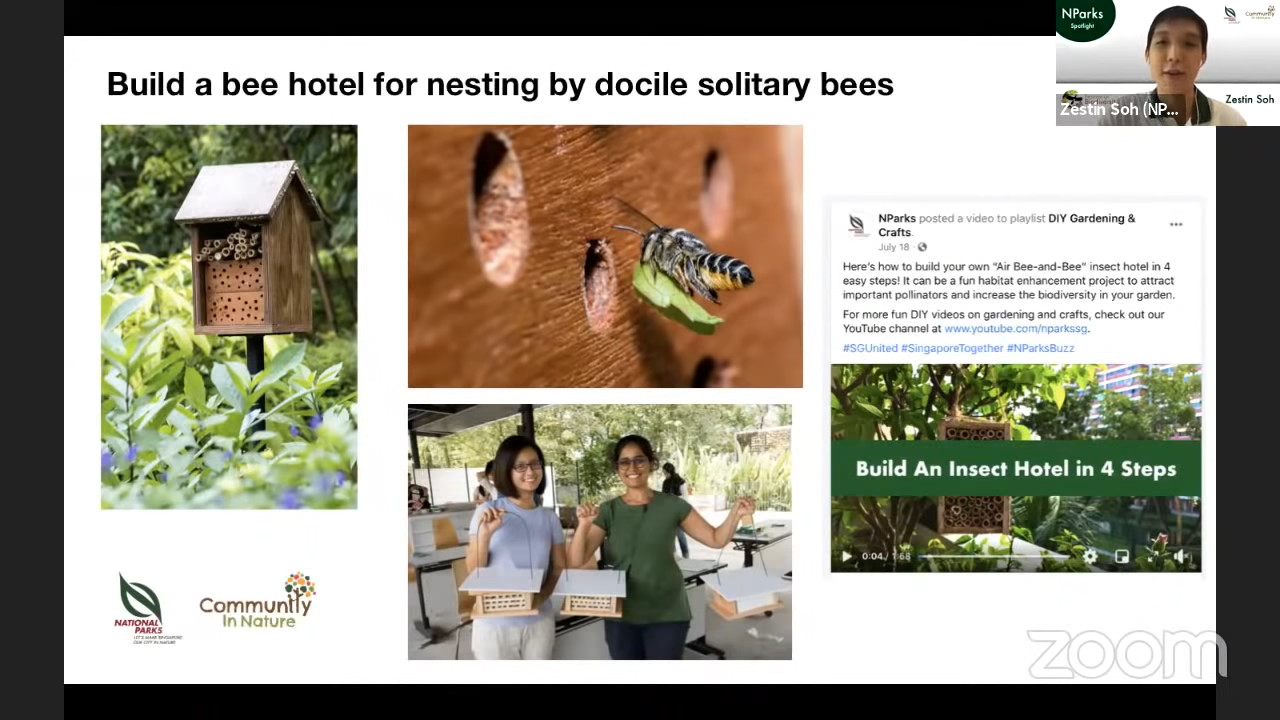 Build a bee hotel for nesting by docile solitary bees
NParks
Spotlight
Community
In Nature
Zestin Soh
Zestin Soh (NP...
NParks posted a video to playlist DIY Gardening &
Crafts.
July 18 ·
Here's how to build your own "Air Bee-and-Bee" insect hotel in 4
easy steps! It can be a fun habitat enhancement project to attract
important pollinators and increase the biodiversity in your garden.
For more fun DIY videos on gardening and crafts, check out our
YouTube channel at www.youtube.com/nparkssg.
#SGUnited #SingaporeTogether #NParksBuzz
Build An Insect Hotel in 4 Steps
0:04 / 1:58
NATIONAL
PARKS
LET'S MAKE SINGAPORE
OUR CITY IN NATURE
Community
In Nature
zoom